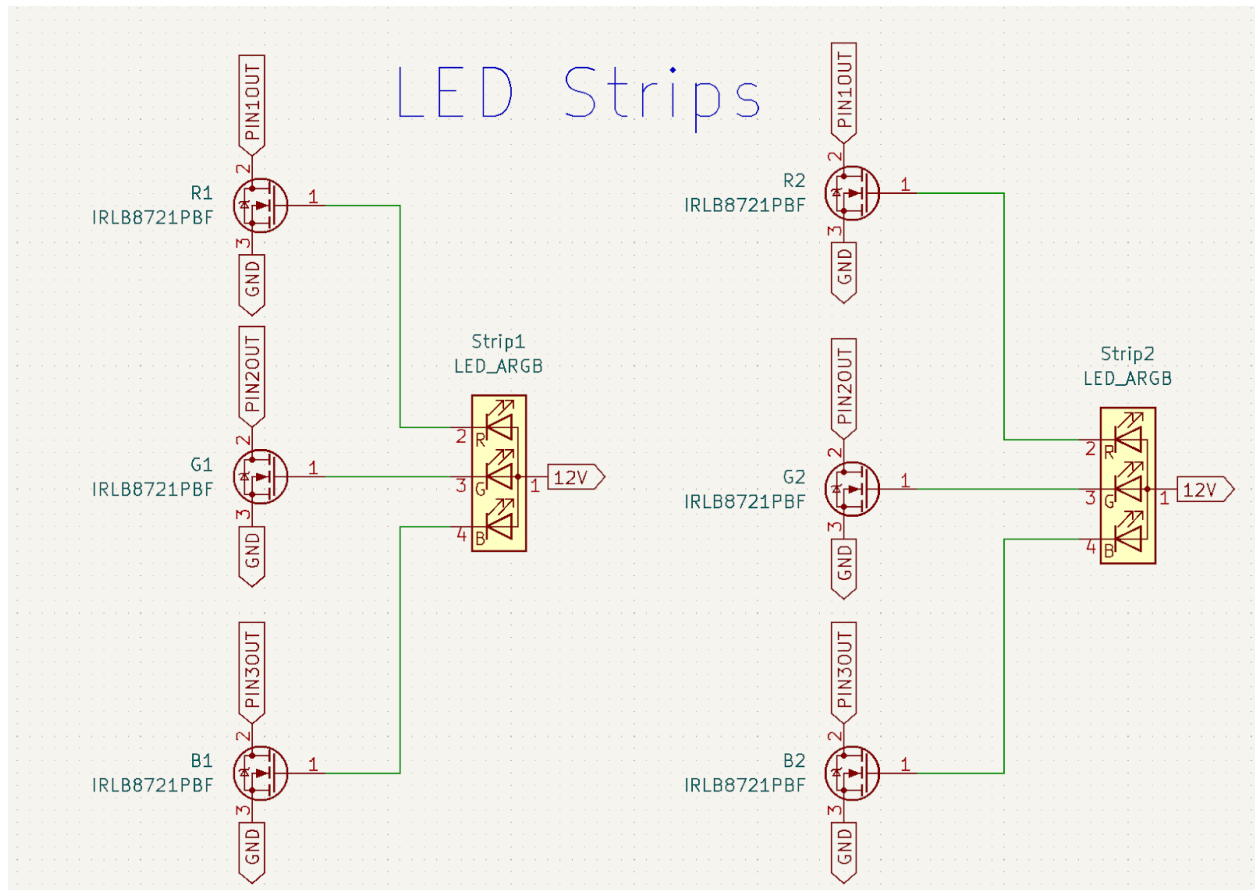 LED Strips
PIN1OUT
2
R1
IRLB8721PBF
1
3
GND
PIN2OUT
2
G1
IRLB8721PBF
1
3
GND
PIN3OUT
2
B1
IRLB8721PBF
1
3
GND
Strip1
LED_ARGB
2 R
3 G 1 12V
4 B
PIN1OUT
2
R2
IRLB8721PBF
1
3
GND
PIN2OUT
2
G2
IRLB8721PBF
1
3
GND
PIN3OUT
2
B2
IRLB8721PBF
1
3
GND
Strip2
LED_ARGB
2 R
3 G 1 12V
4 B